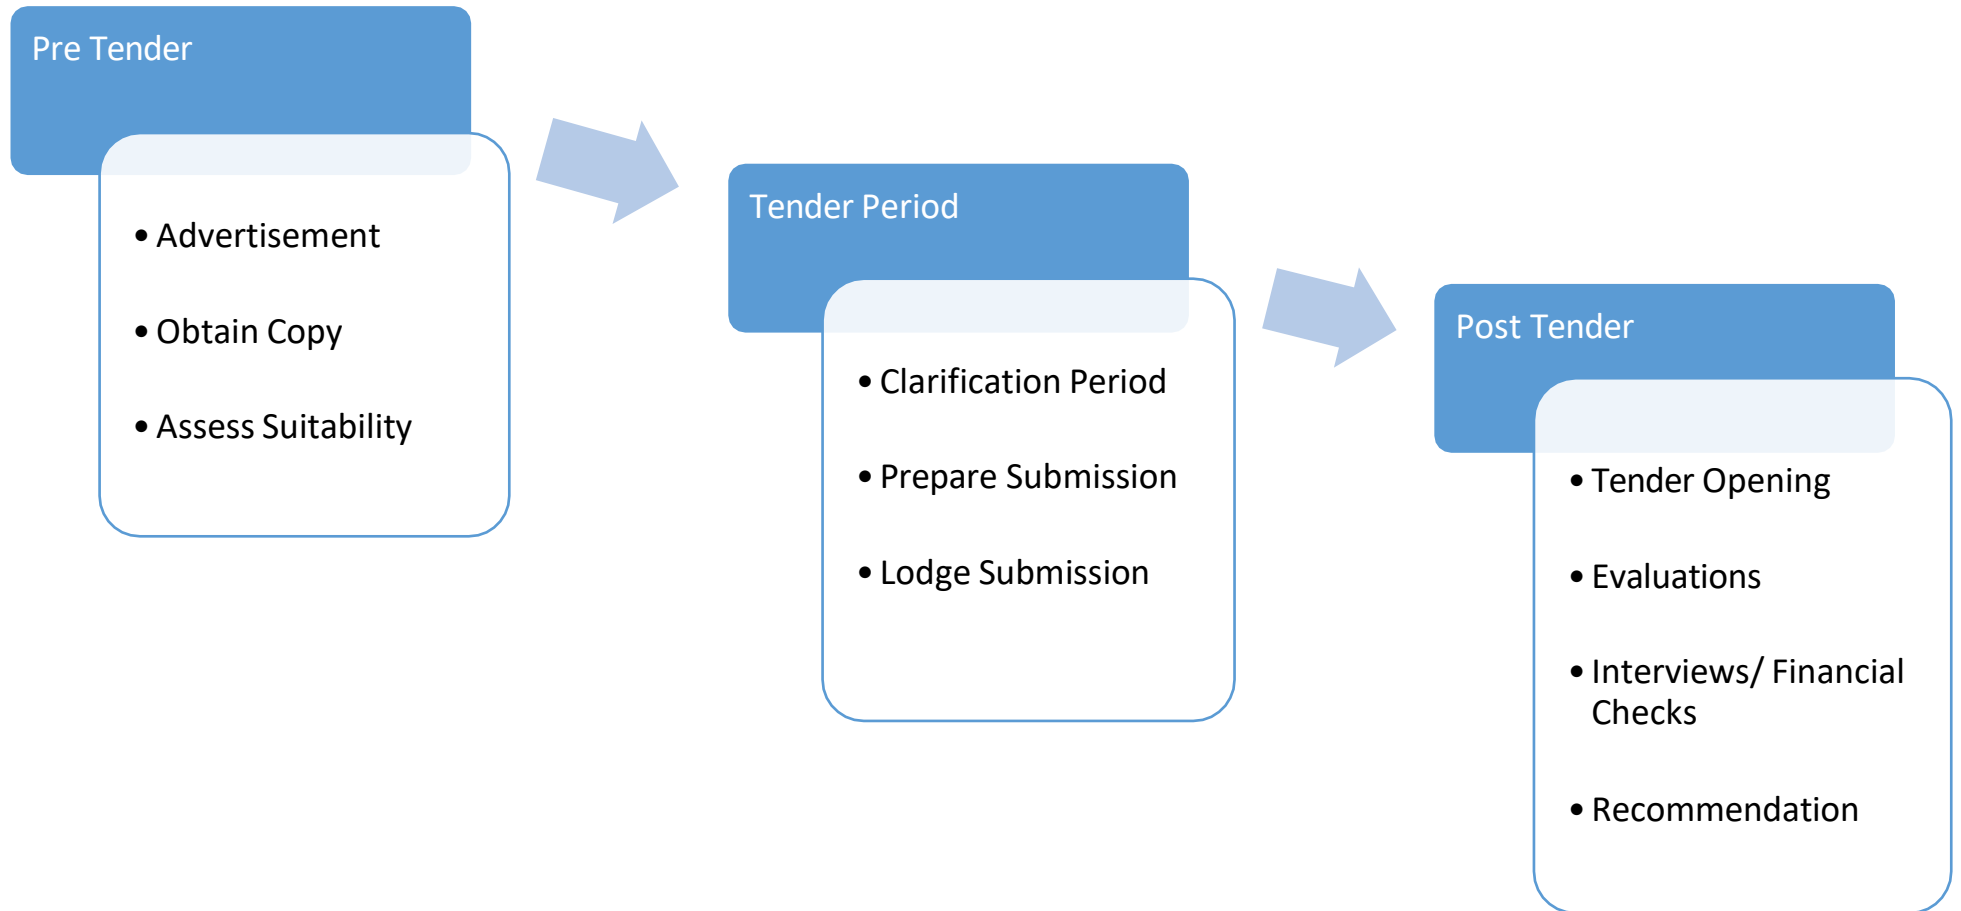 Pre Tender
• Advertisement
• Obtain Copy
• Assess Suitability
Tender Period
• Clarification Period
• Prepare Submission
• Lodge Submission
Post Tender
• Tender Opening
• Evaluations
• Interviews/ Financial
Checks
• Recommendation